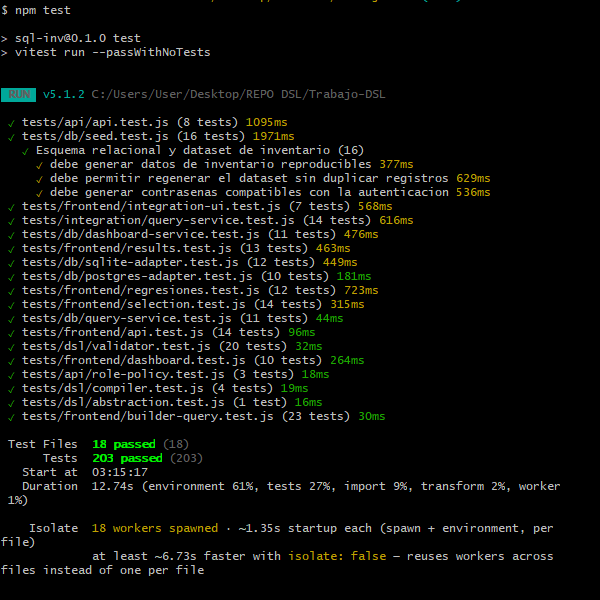 $ npm test
> sql-inv@0.1.0 test
> vitest run --passWithNoTests
RUN v5.1.2 C:/Users/User/Desktop/REPO DSL/Trabajo-DSL
✓ tests/api/api.test.js (8 tests) 1095ms
✓ tests/db/seed.test.js (16 tests) 1971ms
✓ Esquema relacional y dataset de inventario (16)
✓ debe generar datos de inventario reproducibles 377ms
✓ debe permitir regenerar el dataset sin duplicar registros 629ms
✓ debe generar contrasenas compatibles con la autenticacion 536ms
✓ tests/frontend/integration-ui.test.js (7 tests) 568ms
✓ tests/integration/query-service.test.js (14 tests) 616ms
✓ tests/db/dashboard-service.test.js (11 tests) 476ms
✓ tests/frontend/results.test.js (13 tests) 463ms
✓ tests/db/sqlite-adapter.test.js (12 tests) 449ms
✓ tests/db/postgres-adapter.test.js (10 tests) 181ms
✓ tests/frontend/regresiones.test.js (12 tests) 723ms
✓ tests/frontend/selection.test.js (14 tests) 315ms
✓ tests/db/query-service.test.js (11 tests) 44ms
✓ tests/frontend/api.test.js (14 tests) 96ms
✓ tests/dsl/validator.test.js (20 tests) 32ms
✓ tests/frontend/dashboard.test.js (10 tests) 264ms
✓ tests/api/role-policy.test.js (3 tests) 18ms
✓ tests/dsl/compiler.test.js (4 tests) 19ms
✓ tests/dsl/abstraction.test.js (1 test) 16ms
✓ tests/frontend/builder-query.test.js (23 tests) 30ms
Test Files 18 passed (18)
Tests 203 passed (203)
Start at 03:15:17
Duration 12.74s (environment 61%, tests 27%, import 9%, transform 2%, worker
1%)
Isolate 18 workers spawned · ~1.35s startup each (spawn + environment, per
file)
at least ~6.73s faster with isolate: false — reuses workers across
files instead of one per file